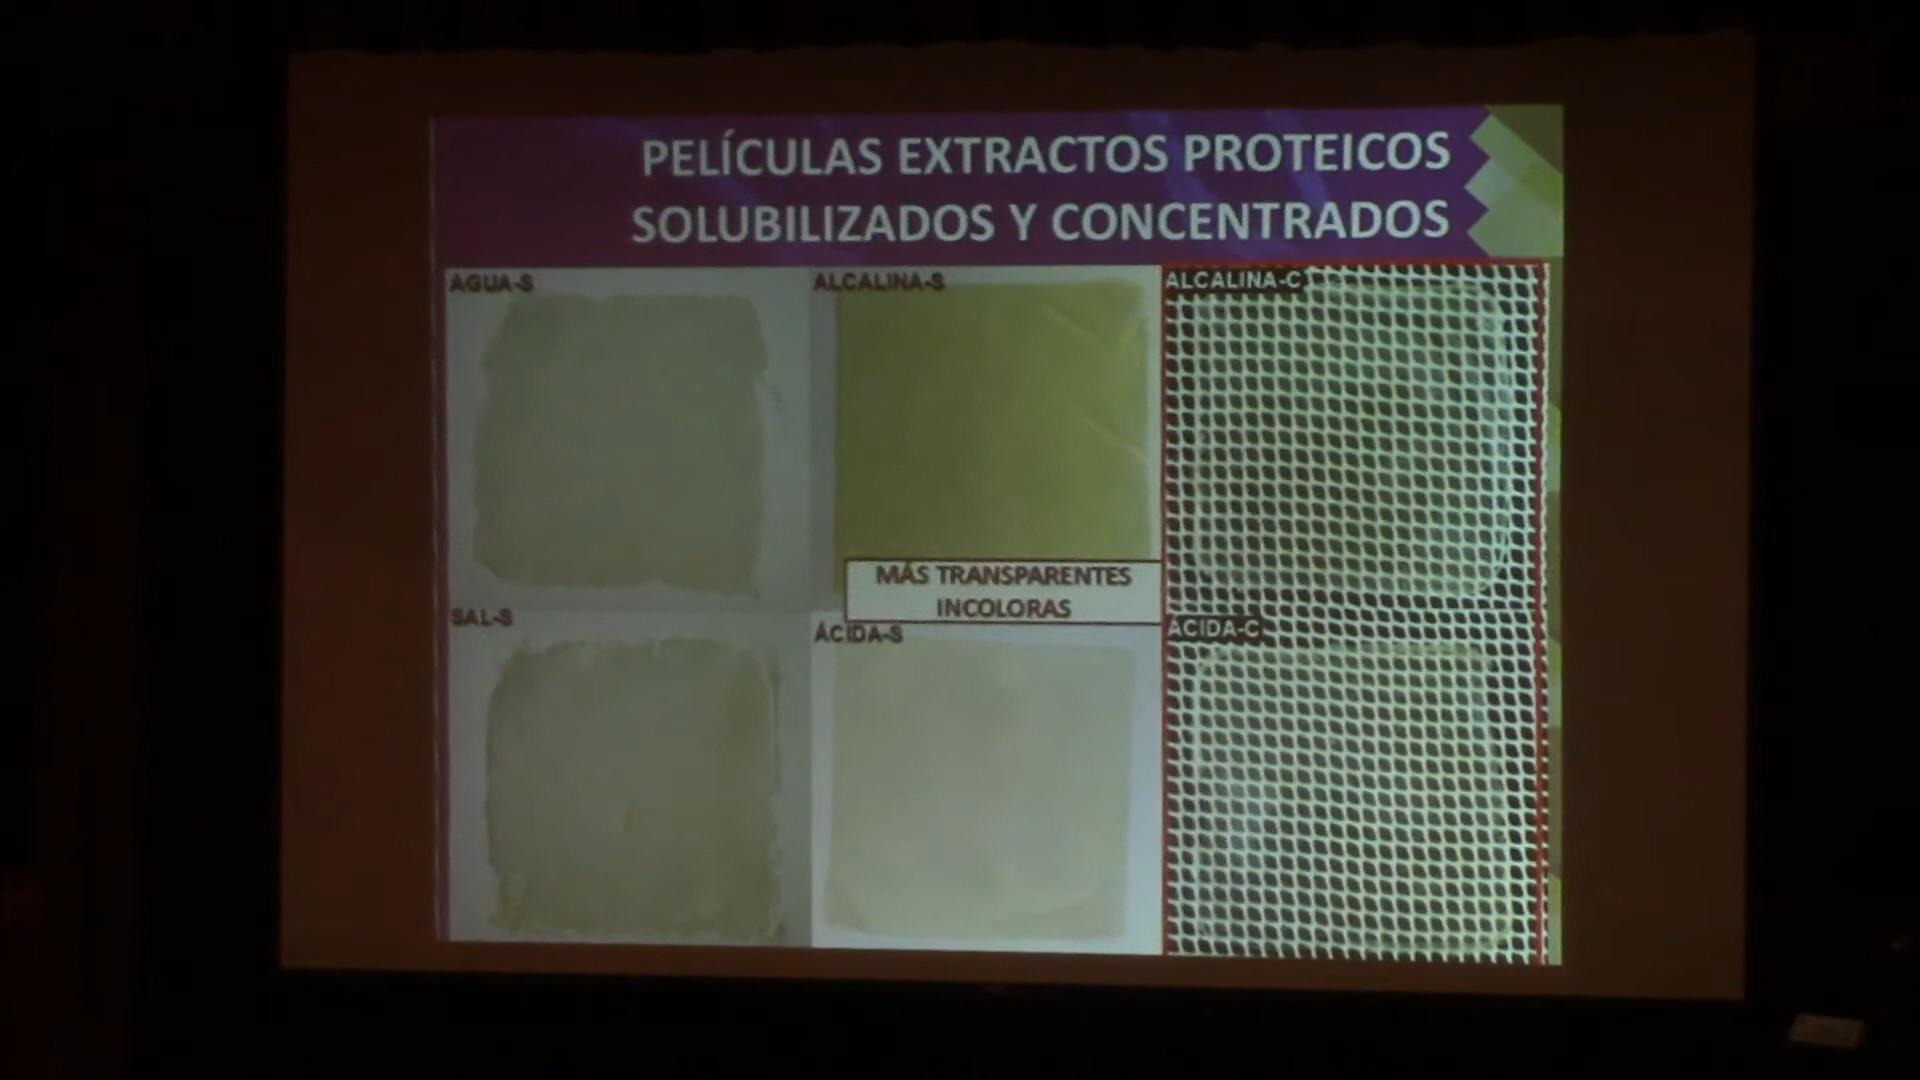 PELÍCULAS EXTRACTOS PROTEICOS
SOLUBILIZADOS Y CONCENTRADOS
AGUA-S
ALCALINA-S
ALCALINA-C
MÁS TRANSPARENTES
INCOLORAS
SAL-S
ÁCIDA-S
ÁCIDA-C